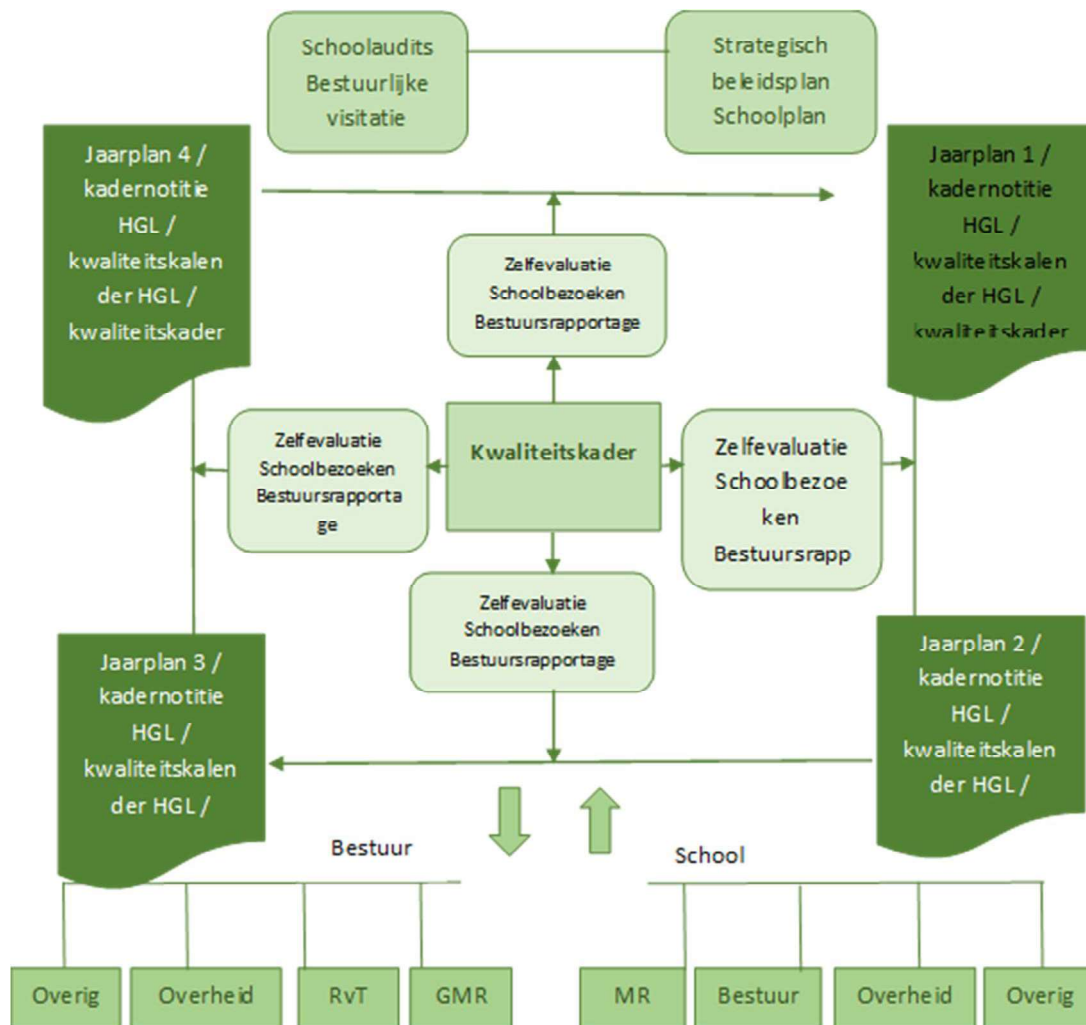 Schoolaudits
Bestuurlijke
visitatie
Strategisch
beleidsplan
Schoolplan
Jaarplan 4 /
kadernotitie
HGL /
kwaliteitskalen
der HGL /
kwaliteitskader
Jaarplan 1 /
kadernotitie
HGL /
kwaliteitskalen
der HGL /
kwaliteitskader
Zelfevaluatie
Schoolbezoeken
Bestuursrapportage
Zelfevaluatie
Schoolbezoeken
Bestuursrapporta
ge
Kwaliteitskader
Zelfevaluatie
Schoolbezoe
ken
Bestuursrapp
Zelfevaluatie
Schoolbezoeken
Bestuursrapportage
Jaarplan 3 /
kadernotitie
HGL /
kwaliteitskalen
der HGL /
Jaarplan 2 /
kadernotitie
HGL /
kwaliteitskalen
der HGL /
Bestuur
School
Overig
Overheid
RvT
GMR
MR
Bestuur
Overheid
Overig